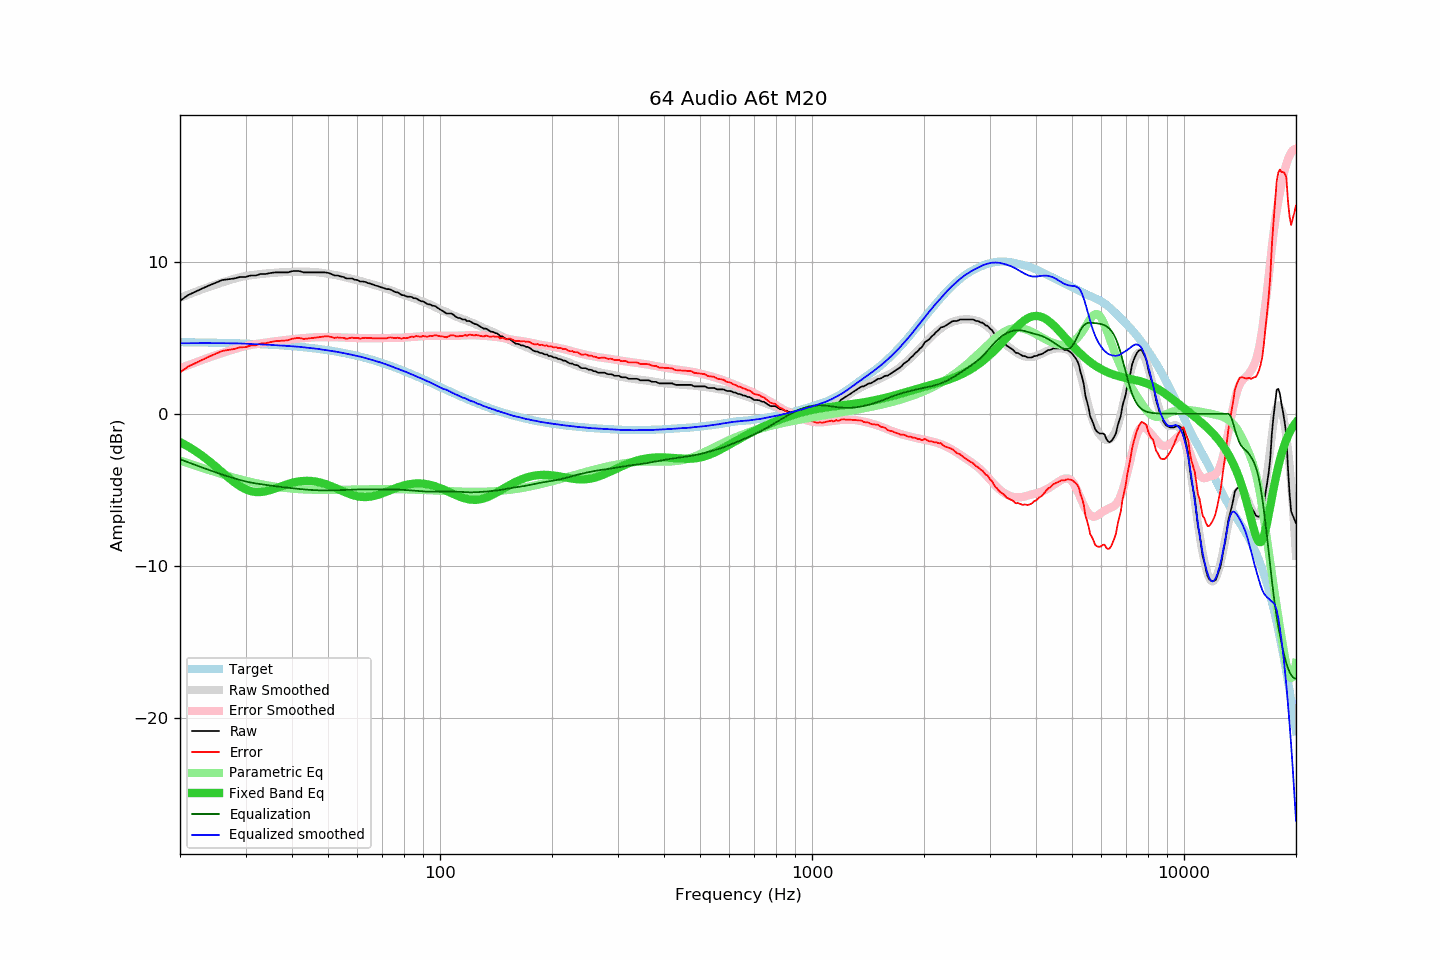 64 Audio A6t M20
Amplitude (dBr)
10
0
−10
−20
Target
Raw Smoothed
Error Smoothed
Raw
Error
Parametric Eq
Fixed Band Eq
Equalization
Equalized smoothed
100
1000
10000
Frequency (Hz)